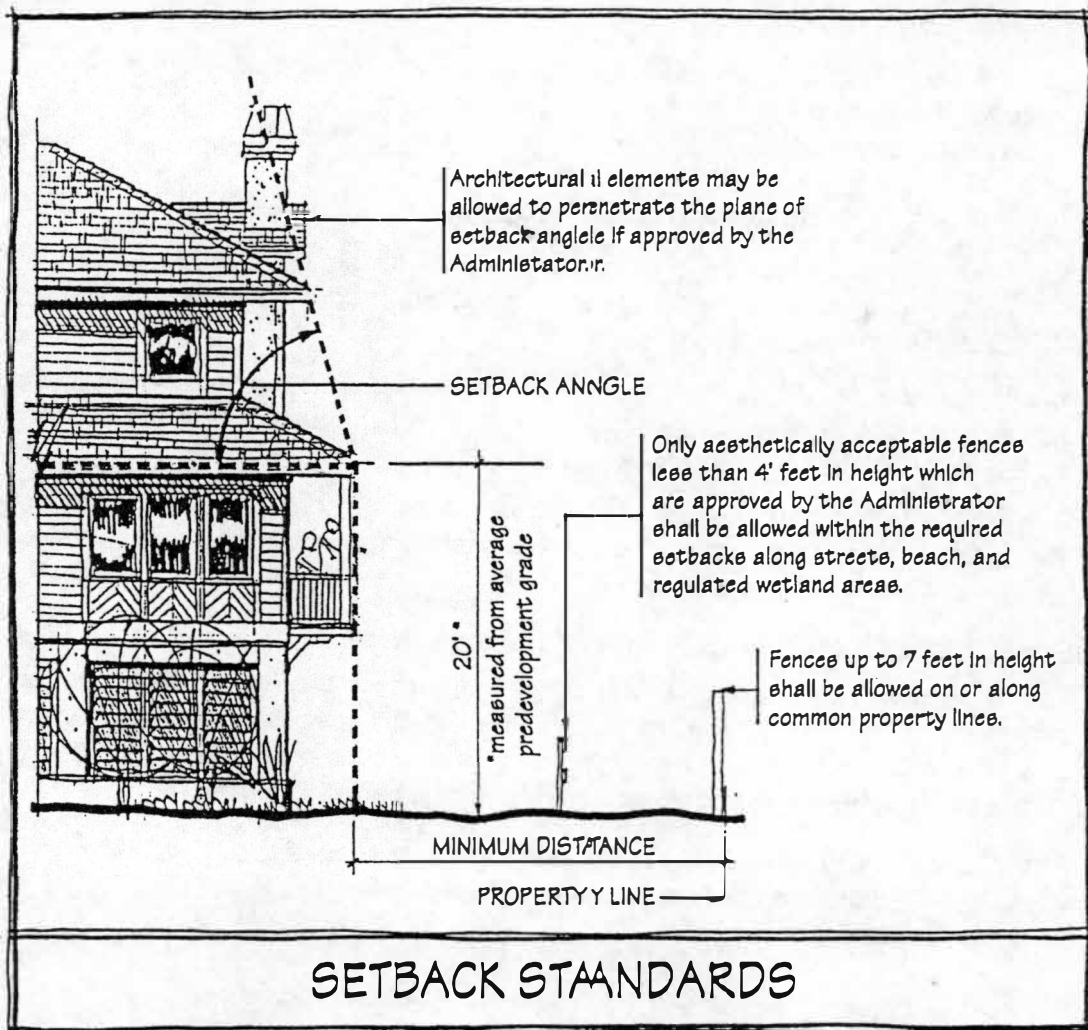 Architectural il elements may be
allowed to perenetrate the plane of
setback anglele if approved by the
Administator.r.
SETBACK ANNGLE
Only aesthetically acceptable fences
less than 4' feet in height which
are approved by the Administrator
shall be allowed within the required
setbacks along streets, beach, and
regulated wetland areas.
20' *
*measured from average
predevelopment grade
Fences up to 7 feet in height
shall be allowed on or along
common property lines.
MINIMUM DISTATANCE
PROPERTY Y LINE
SETBACK STAANDARDS